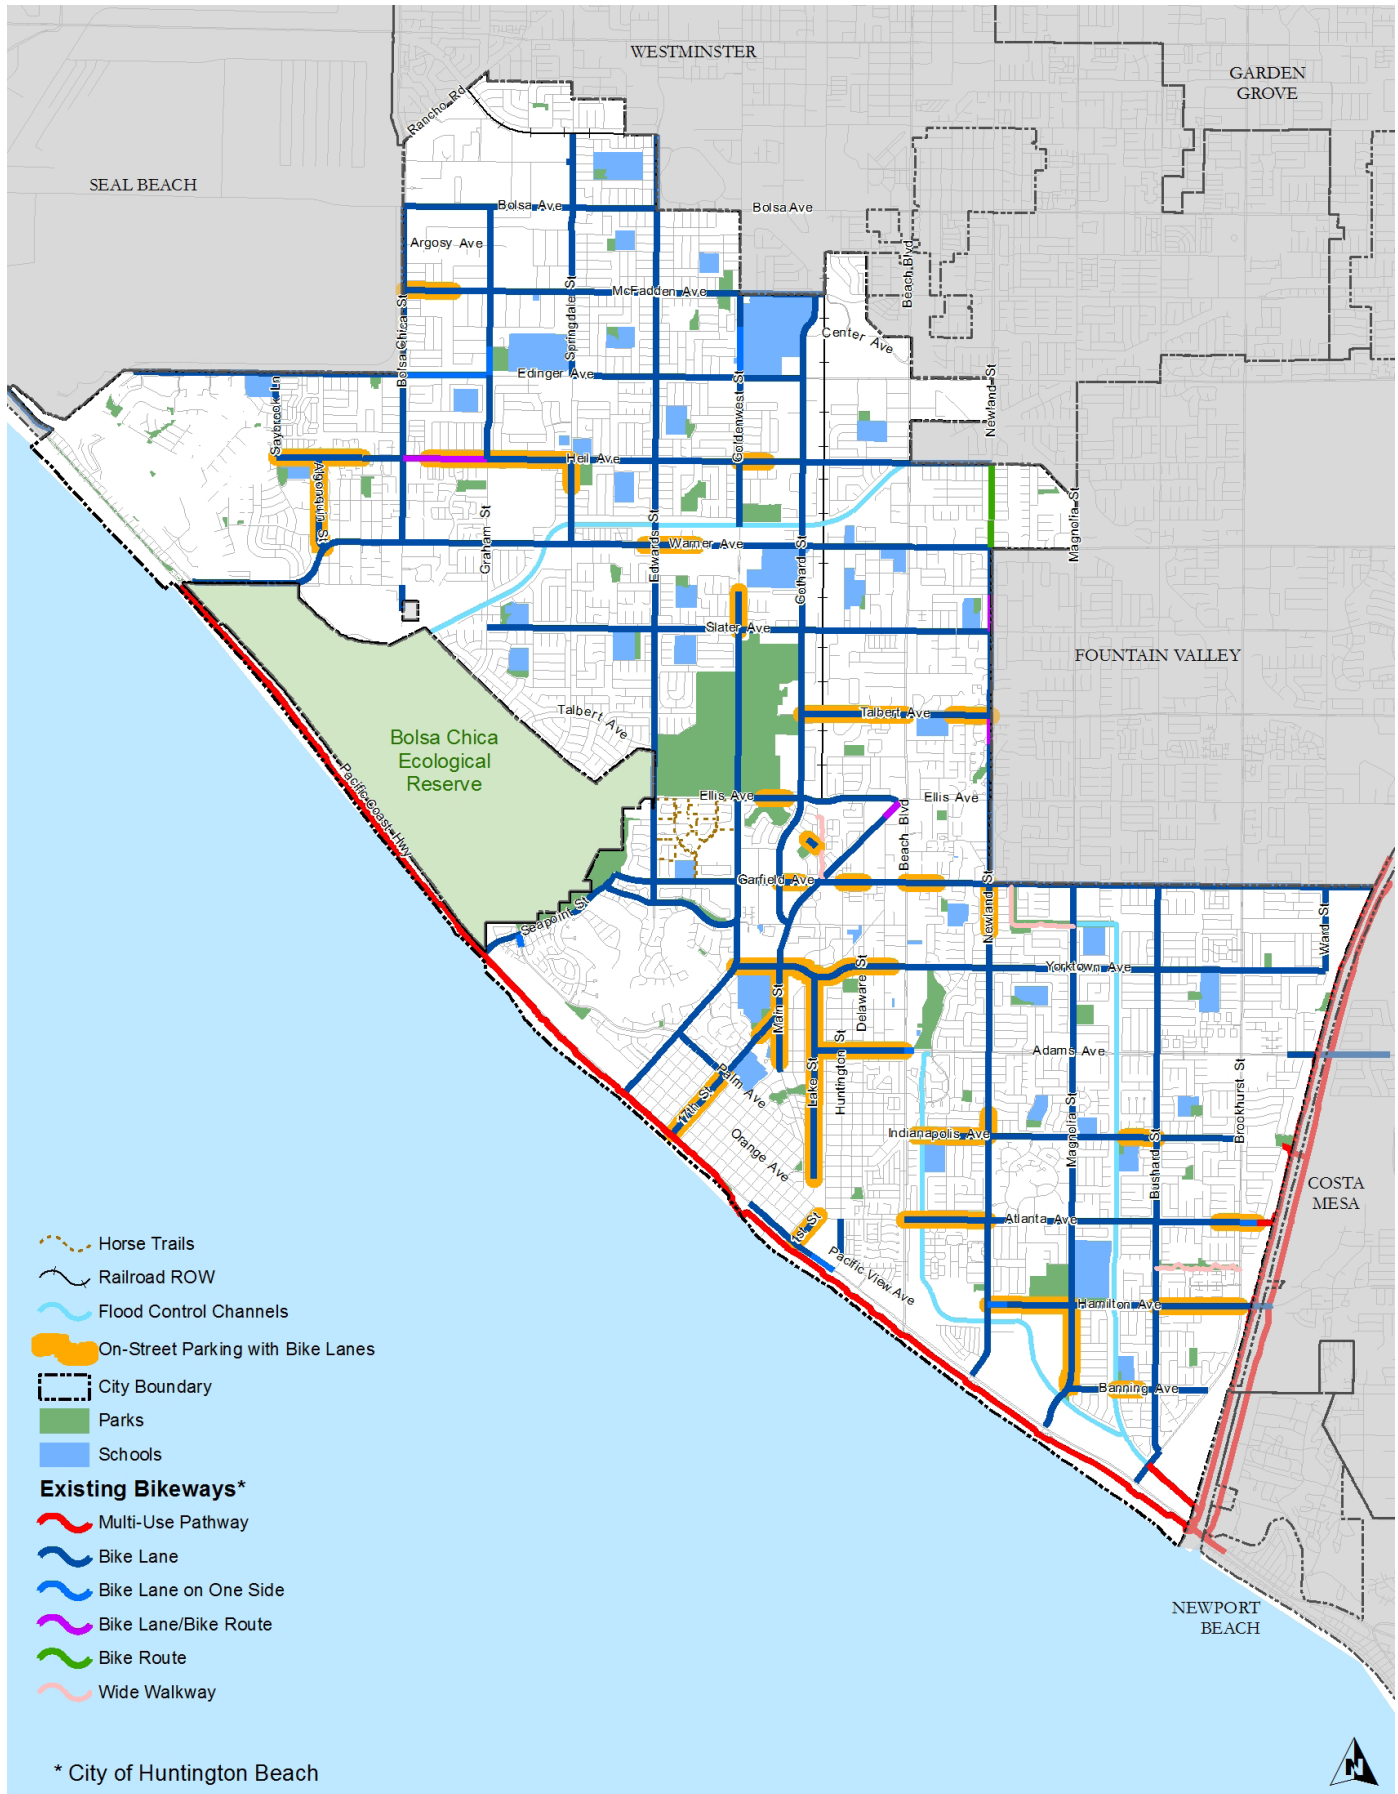 WESTMINSTER
GARDEN
GROVE
Rancho Rd
SEAL BEACH
Bolsa Ave
Bolsa Ave
Argosy Ave
Beach Blvd
McFadden Ave
Bolsa Chica St
Springdale St
Center Ave
Edinger Ave
Saybrook Ln
Goldenwest St
Newland St
Heil Ave
Algonquin St
Graham St
Edwards St
Warner Ave
Gothard St
Magnolia St
Slater Ave
FOUNTAIN VALLEY
Talbert Ave
Talbert Ave
Bolsa Chica
Ecological
Reserve
Pacific Coast Hwy
Ellis Ave
Ellis Ave
Beach Blvd
Garfield Ave
Seapoint St
Newland St
Ward St
Yorktown Ave
Main St
Delaware St
Adams Ave
Lake St
Huntington St
Palm Ave
17th St
Magnolia St
Brookhurst St
Indianapolis Ave
Bushard St
Orange Ave
COSTA
MESA
1st St
Atlanta Ave
Pacific View Ave
Hamilton Ave
Banning Ave
Horse Trails
Railroad ROW
Flood Control Channels
On-Street Parking with Bike Lanes
City Boundary
Parks
Schools
Existing Bikeways*
Multi-Use Pathway
Bike Lane
Bike Lane on One Side
Bike Lane/Bike Route
Bike Route
Wide Walkway
NEWPORT
BEACH
* City of Huntington Beach
N